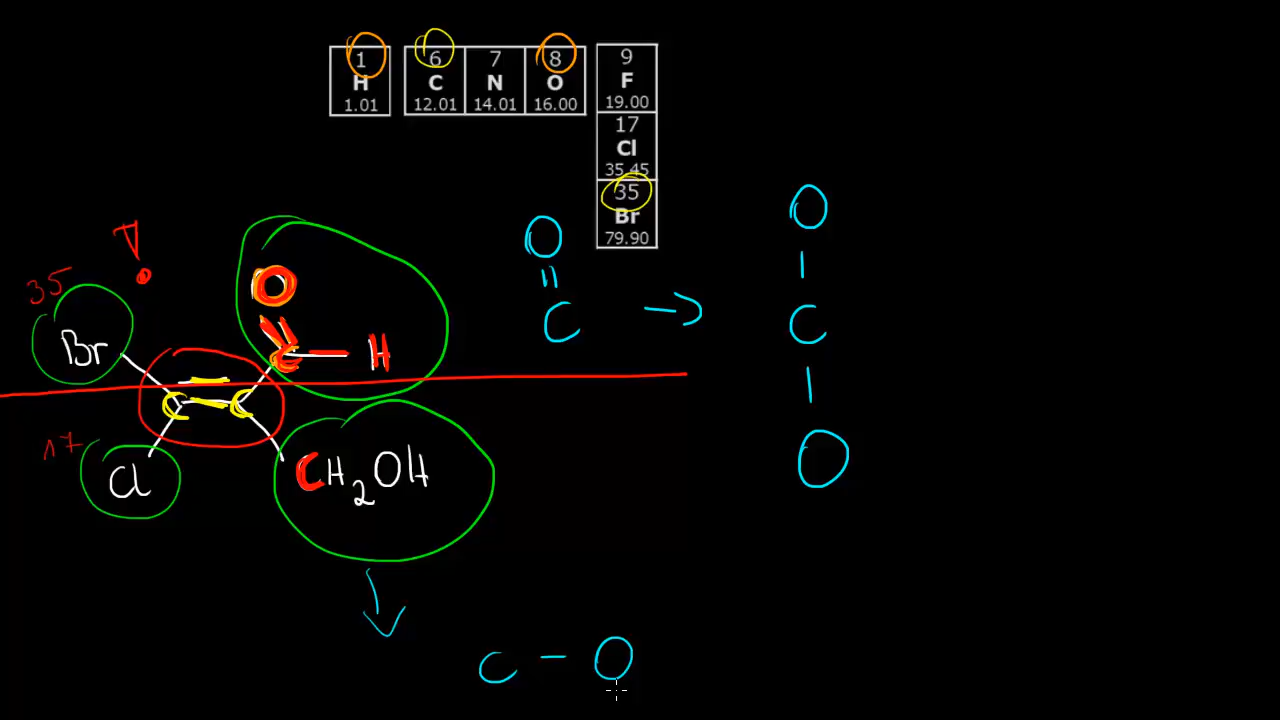 1 6 7 8 9
H C N O F
1.01 12.01 14.01 16.00 19.00
17
Cl
35.45
35
Br
79.90
O
O
!
35
O
Br
C H
C → C
C C
17
Cl
CH2OH
O
C - O